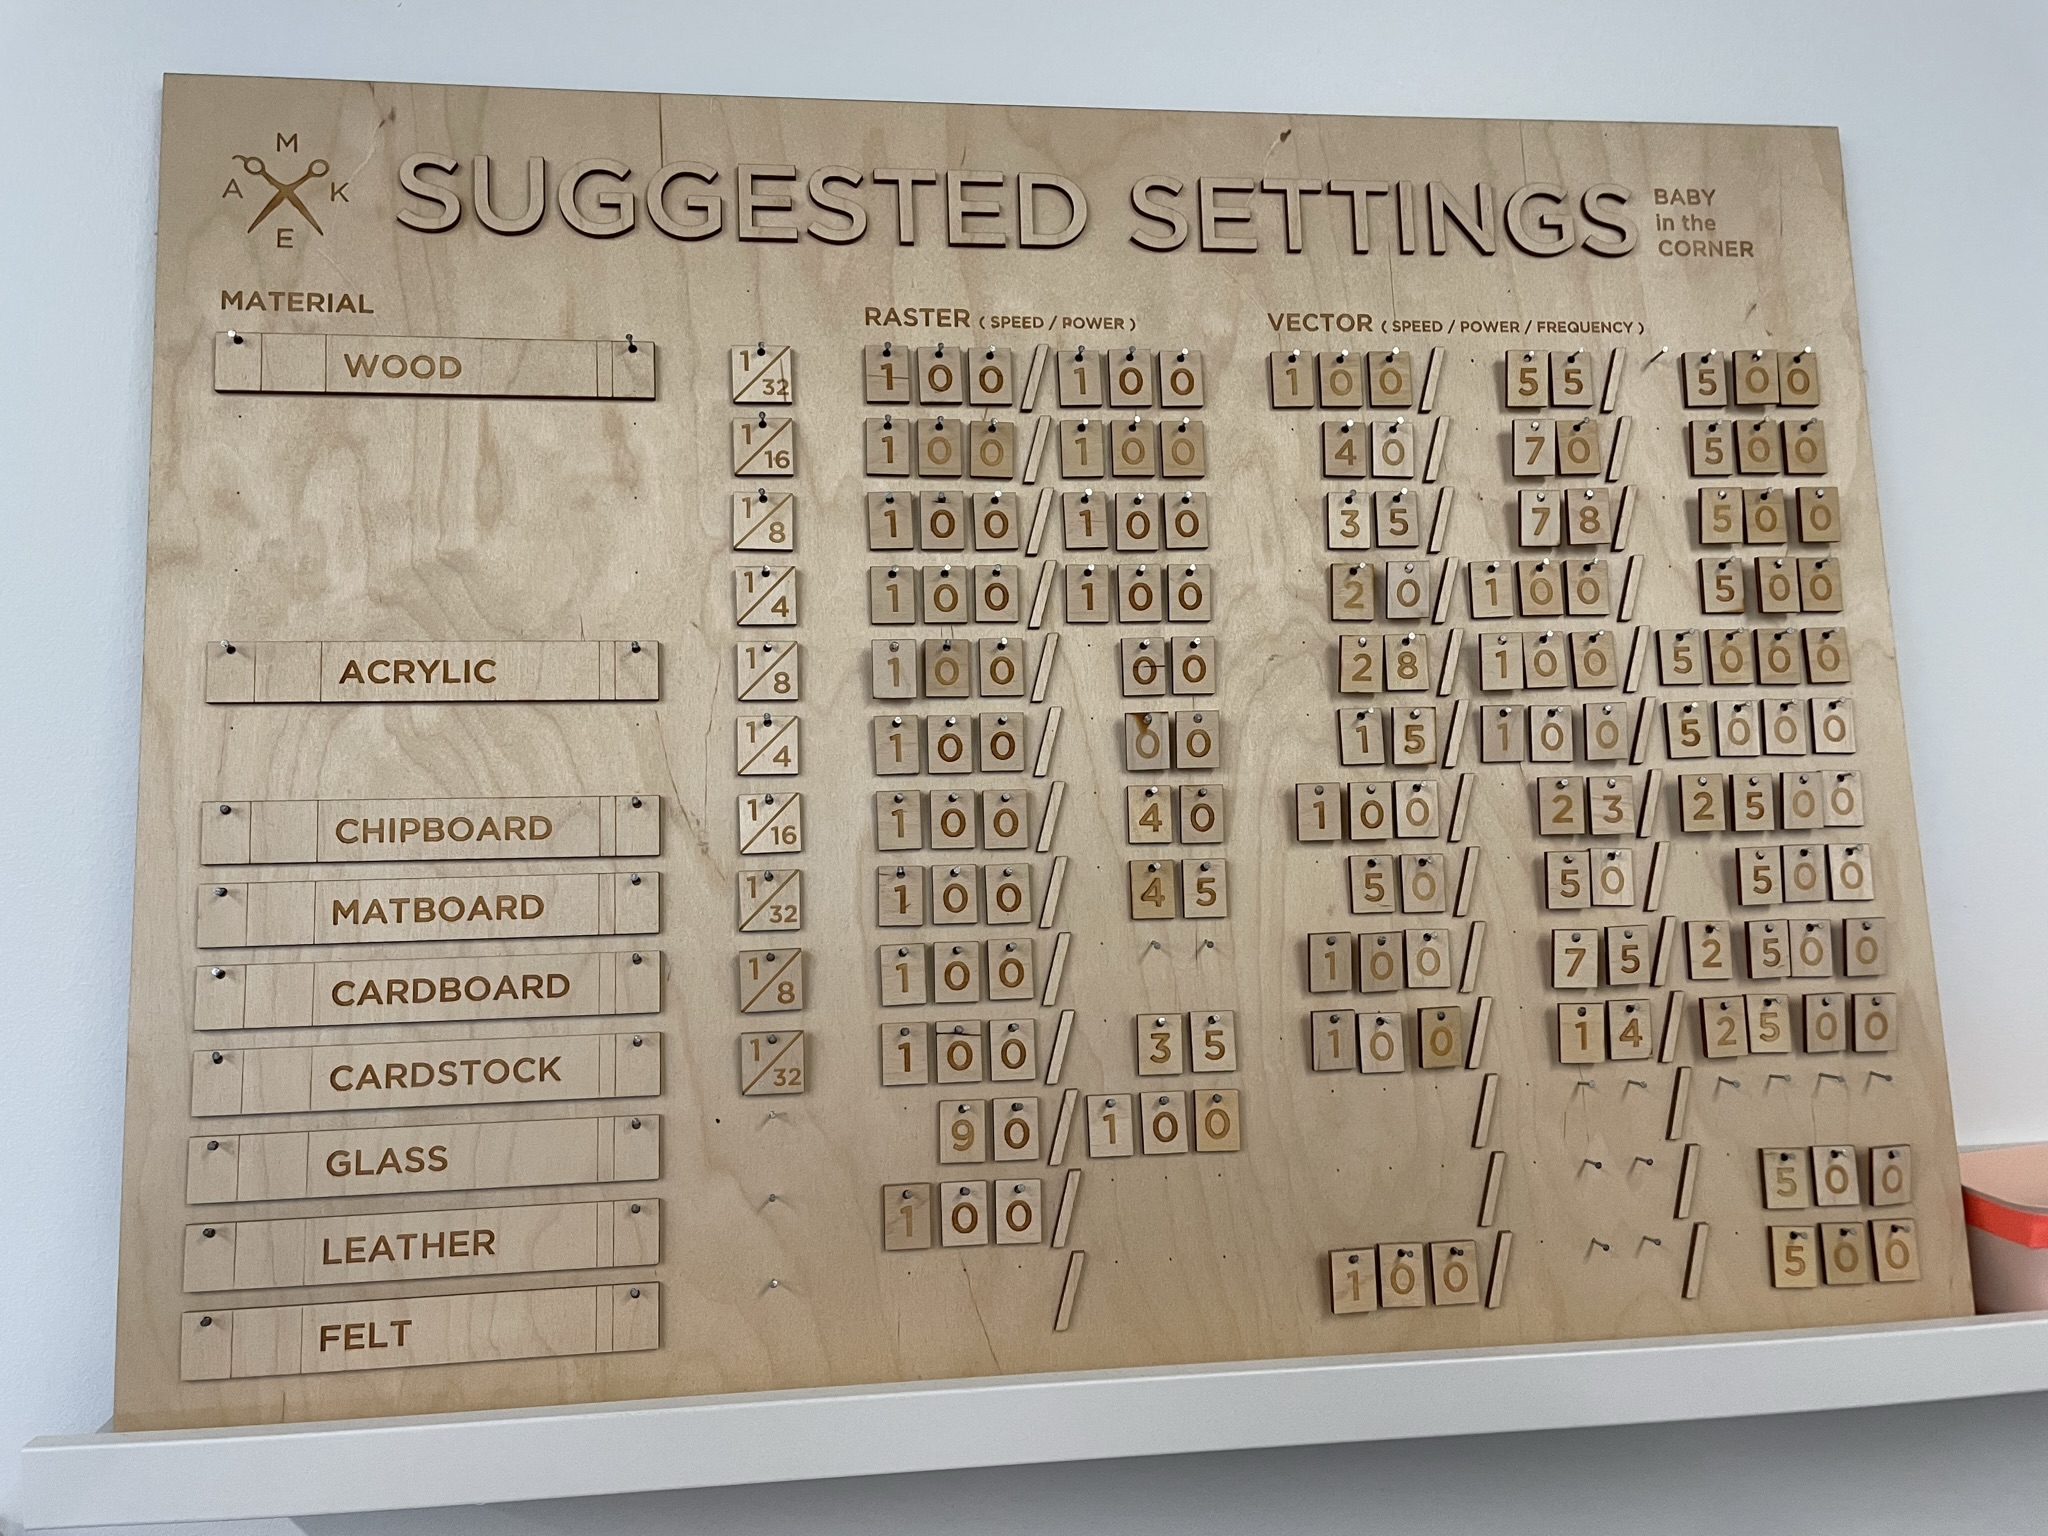 M
A K
E
SUGGESTED SETTINGS
BABY
in the
CORNER
MATERIAL RASTER (SPEED / POWER) VECTOR (SPEED / POWER / FREQUENCY)
WOOD 1/32 100/100 100/55/500
1/16 100/100 40/70/500
1/8 100/100 35/78/500
1/4 100/100 20/100/500
ACRYLIC 1/8 100/00 28/100/5000
1/4 100/00 15/100/5000
CHIPBOARD 1/16 100/40 100/23/2500
MATBOARD 1/32 100/45 50/50/500
CARDBOARD 1/8 100/ 100/75/2500
CARDSTOCK 1/32 100/35 100/14/2500
GLASS 90/100 / /
LEATHER 100/ / / 500
FELT / 100/ / 500